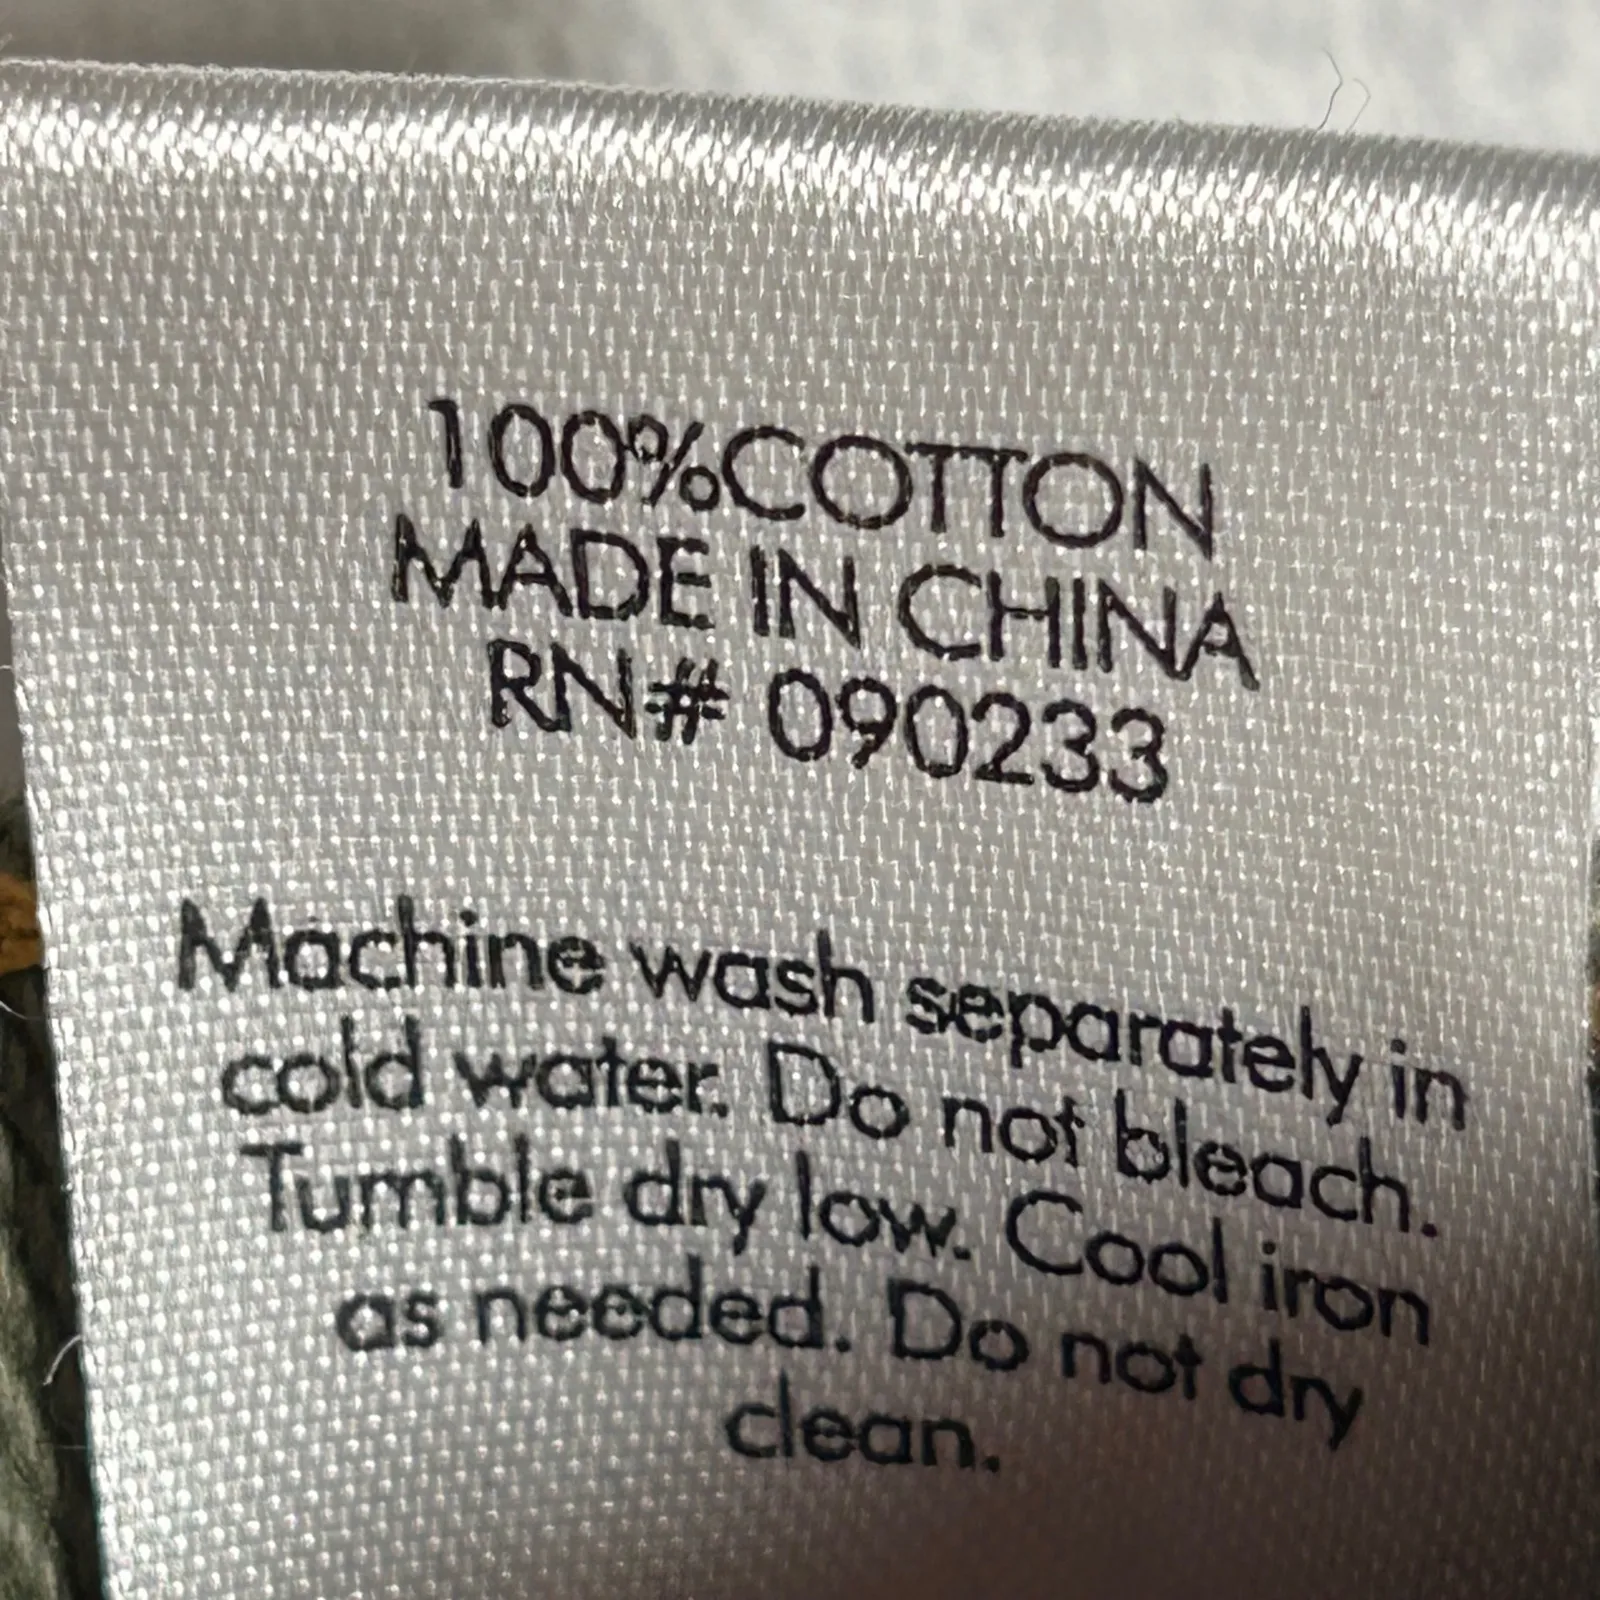 100%COTTON
MADE IN CHINA
RN# 090233
Machine wash separately in
cold water. Do not bleach.
Tumble dry low. Cool iron
as needed. Do not dry
clean.